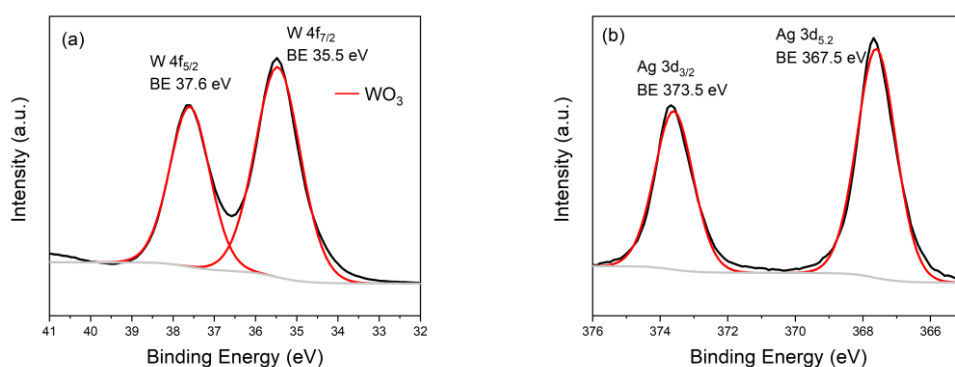 (a)
W 4f7/2
BE 35.5 eV
W 4f5/2
BE 37.6 eV
WO3
Intensity (a.u.)
41 40 39 38 37 36 35 34 33 32
Binding Energy (eV)
(b)
Ag 3d5.2
BE 367.5 eV
Ag 3d3/2
BE 373.5 eV
Intensity (a.u.)
376 374 372 370 368 366
Binding Energy (eV)